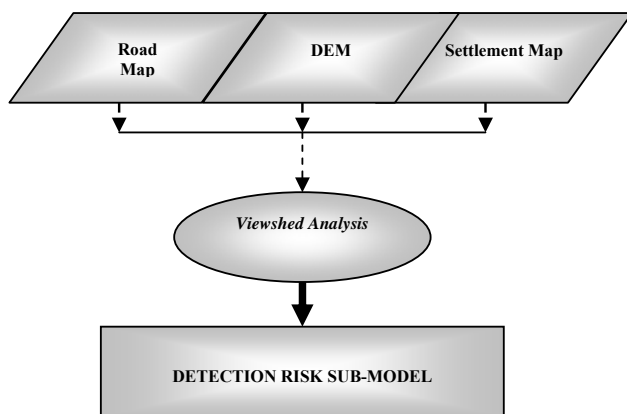 Road
Map
DEM
Settlement Map
Viewshed Analysis
DETECTION RISK SUB-MODEL